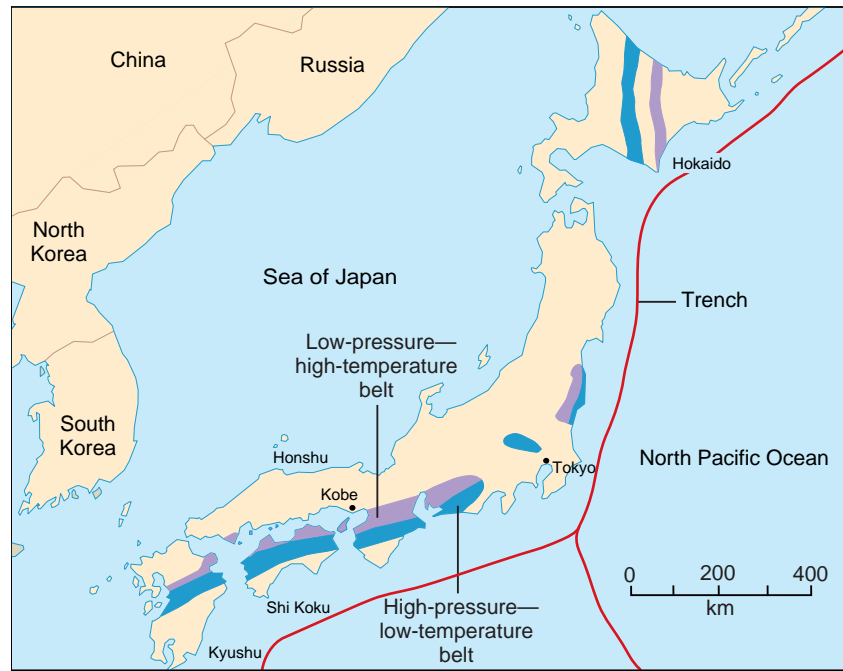 China
Russia
Hokaido
North
Korea
Sea of Japan
Trench
Low-pressure—
high-temperature
belt
South
Korea
Honshu
Tokyo
North Pacific Ocean
Kobe
0 200 400
km
Shi Koku
High-pressure—
low-temperature
belt
Kyushu